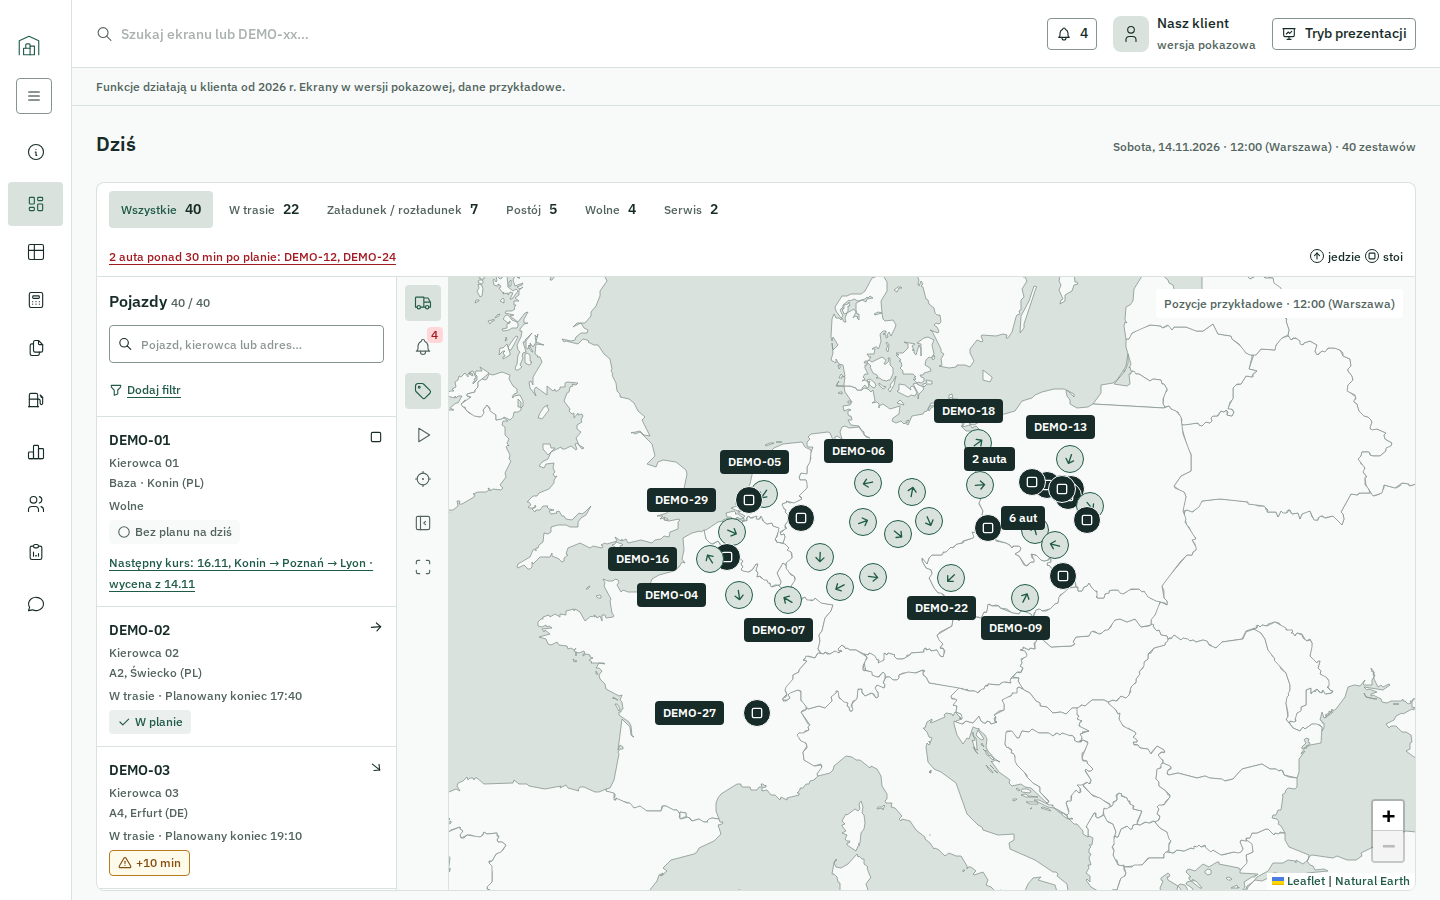 Szukaj ekranu lub DEMO-xx...
4
Nasz klient
wersja pokazowa
Tryb prezentacji
Funkcje działają u klienta od 2026 r. Ekrany w wersji pokazowej, dane przykładowe.
Dziś
Sobota, 14.11.2026 · 12:00 (Warszawa) · 40 zestawów
Wszystkie 40
W trasie 22
Załadunek / rozładunek 7
Postój 5
Wolne 4
Serwis 2
2 auta ponad 30 min po planie: DEMO-12, DEMO-24
jedzie
stoi
Pojazdy 40 / 40
Pojazd, kierowca lub adres...
Dodaj filtr
DEMO-01
Kierowca 01
Baza · Konin (PL)
Wolne
Bez planu na dziś
Następny kurs: 16.11, Konin → Poznań → Lyon ·
wycena z 14.11
DEMO-02
Kierowca 02
A2, Świecko (PL)
W trasie · Planowany koniec 17:40
W planie
DEMO-03
Kierowca 03
A4, Erfurt (DE)
W trasie · Planowany koniec 19:10
+10 min
4
Pozycje przykładowe · 12:00 (Warszawa)
DEMO-18
DEMO-13
DEMO-06
DEMO-05
2 auta
DEMO-29
6 aut
DEMO-16
DEMO-04
DEMO-22
DEMO-07
DEMO-09
DEMO-27
+
−
Leaflet | Natural Earth